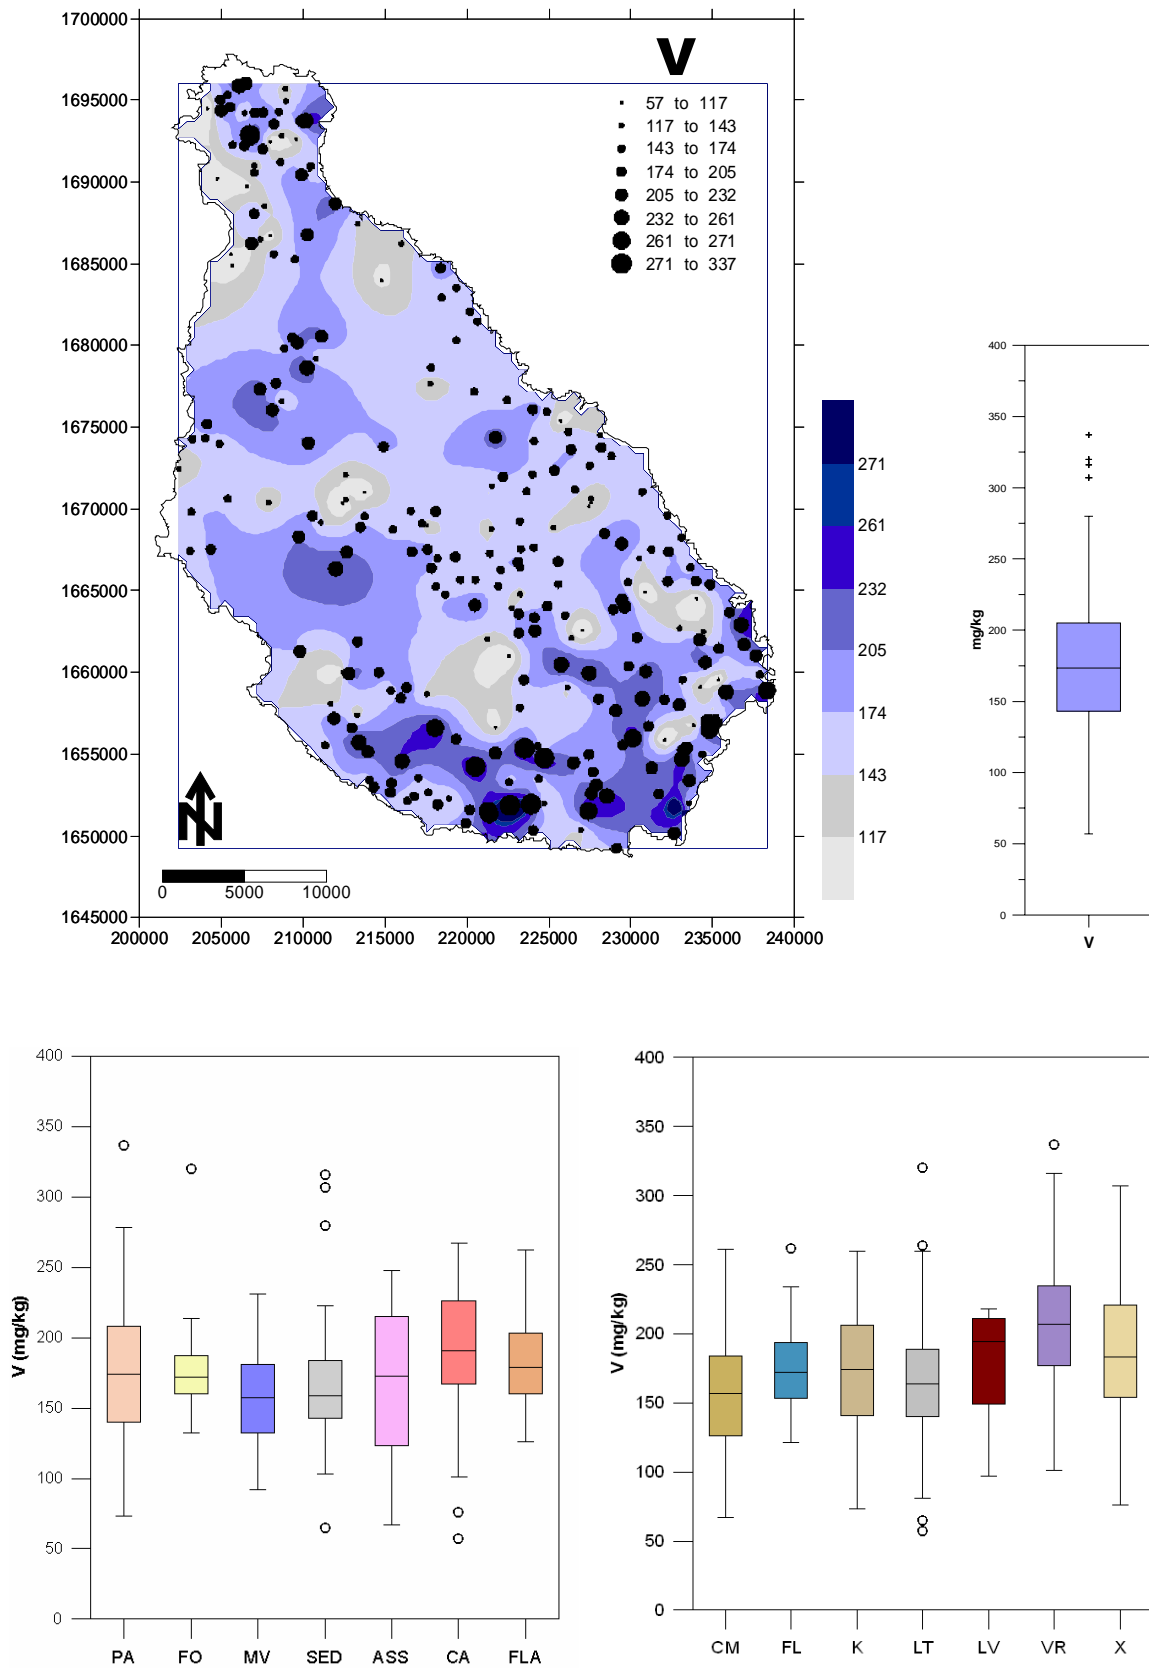 1700000
1695000
1690000
1685000
1680000
1675000
1670000
1665000
1660000
1655000
1650000
1645000
V
57 to 117
117 to 143
143 to 174
174 to 205
205 to 232
232 to 261
261 to 271
271 to 337
N
0 5000 10000
200000 205000 210000 215000 220000 225000 230000 235000 240000
271
261
232
205
174
143
117
400
350
300
250
200
150
100
50
0
mg/kg
V
400
350
300
250
200
150
100
50
0
V (mg/kg)
PA FO MV SED ASS CA FLA
400
350
300
250
200
150
100
50
0
V (mg/kg)
CM FL K LT LV VR X